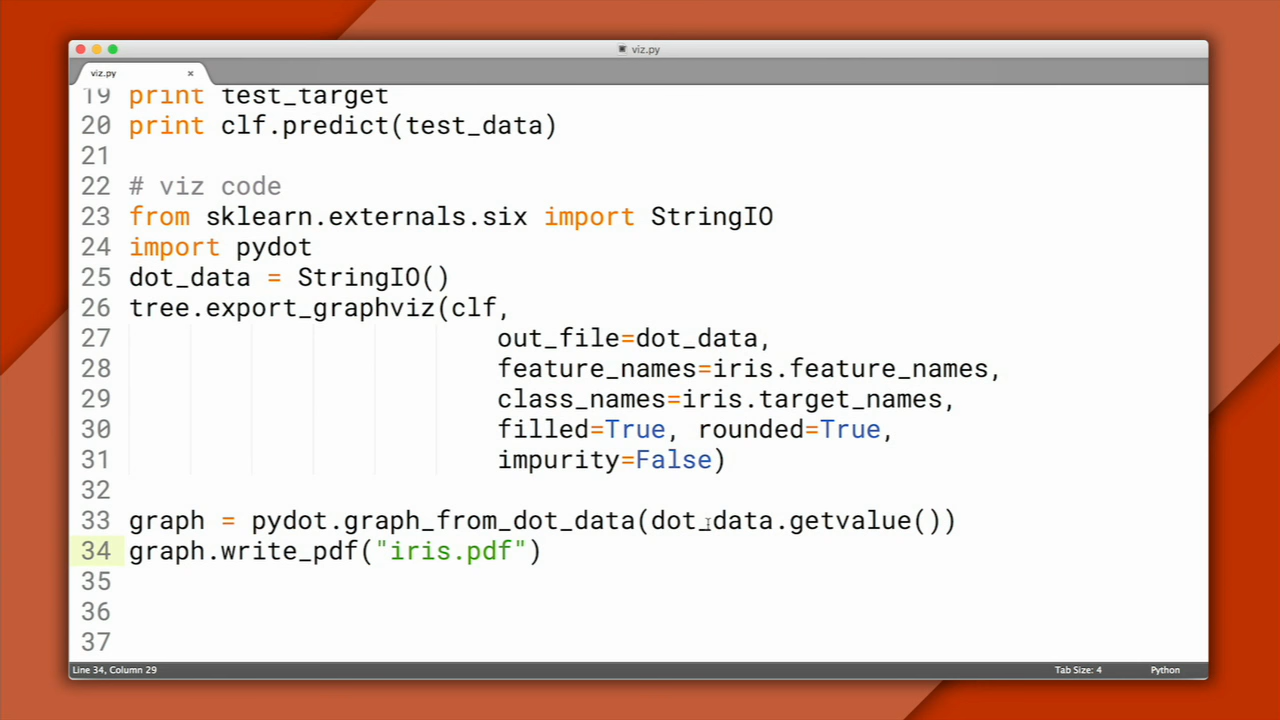 viz.py
viz.py ×
19 print test_target
20 print clf.predict(test_data)
21
22 # viz code
23 from sklearn.externals.six import StringIO
24 import pydot
25 dot_data = StringIO()
26 tree.export_graphviz(clf,
27 out_file=dot_data,
28 feature_names=iris.feature_names,
29 class_names=iris.target_names,
30 filled=True, rounded=True,
31 impurity=False)
32
33 graph = pydot.graph_from_dot_data(dot_data.getvalue())
34 graph.write_pdf("iris.pdf")
35
36
37
Line 34, Column 29 Tab Size: 4 Python